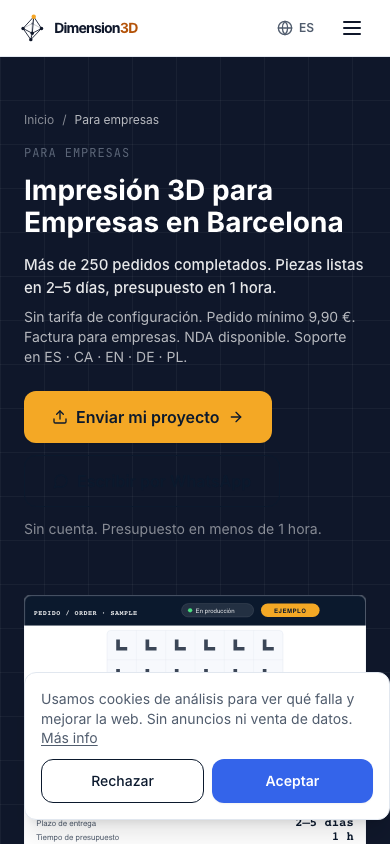 Dimension3D
ES
Inicio / Para empresas
PARA EMPRESAS
Impresión 3D para
Empresas en Barcelona
Más de 250 pedidos completados. Piezas listas
en 2–5 días, presupuesto en 1 hora.
Sin tarifa de configuración. Pedido mínimo 9,90 €.
Factura para empresas. NDA disponible. Soporte
en ES · CA · EN · DE · PL.
Enviar mi proyecto →
Sin cuenta. Presupuesto en menos de 1 hora.
PEDIDO / ORDER · SAMPLE
En producción
EJEMPLO
Usamos cookies de análisis para ver qué falla y
mejorar la web. Sin anuncios ni venta de datos.
Más info
Rechazar
Aceptar
Plazo de entrega 2–5 días
Tiempo de presupuesto 1 h